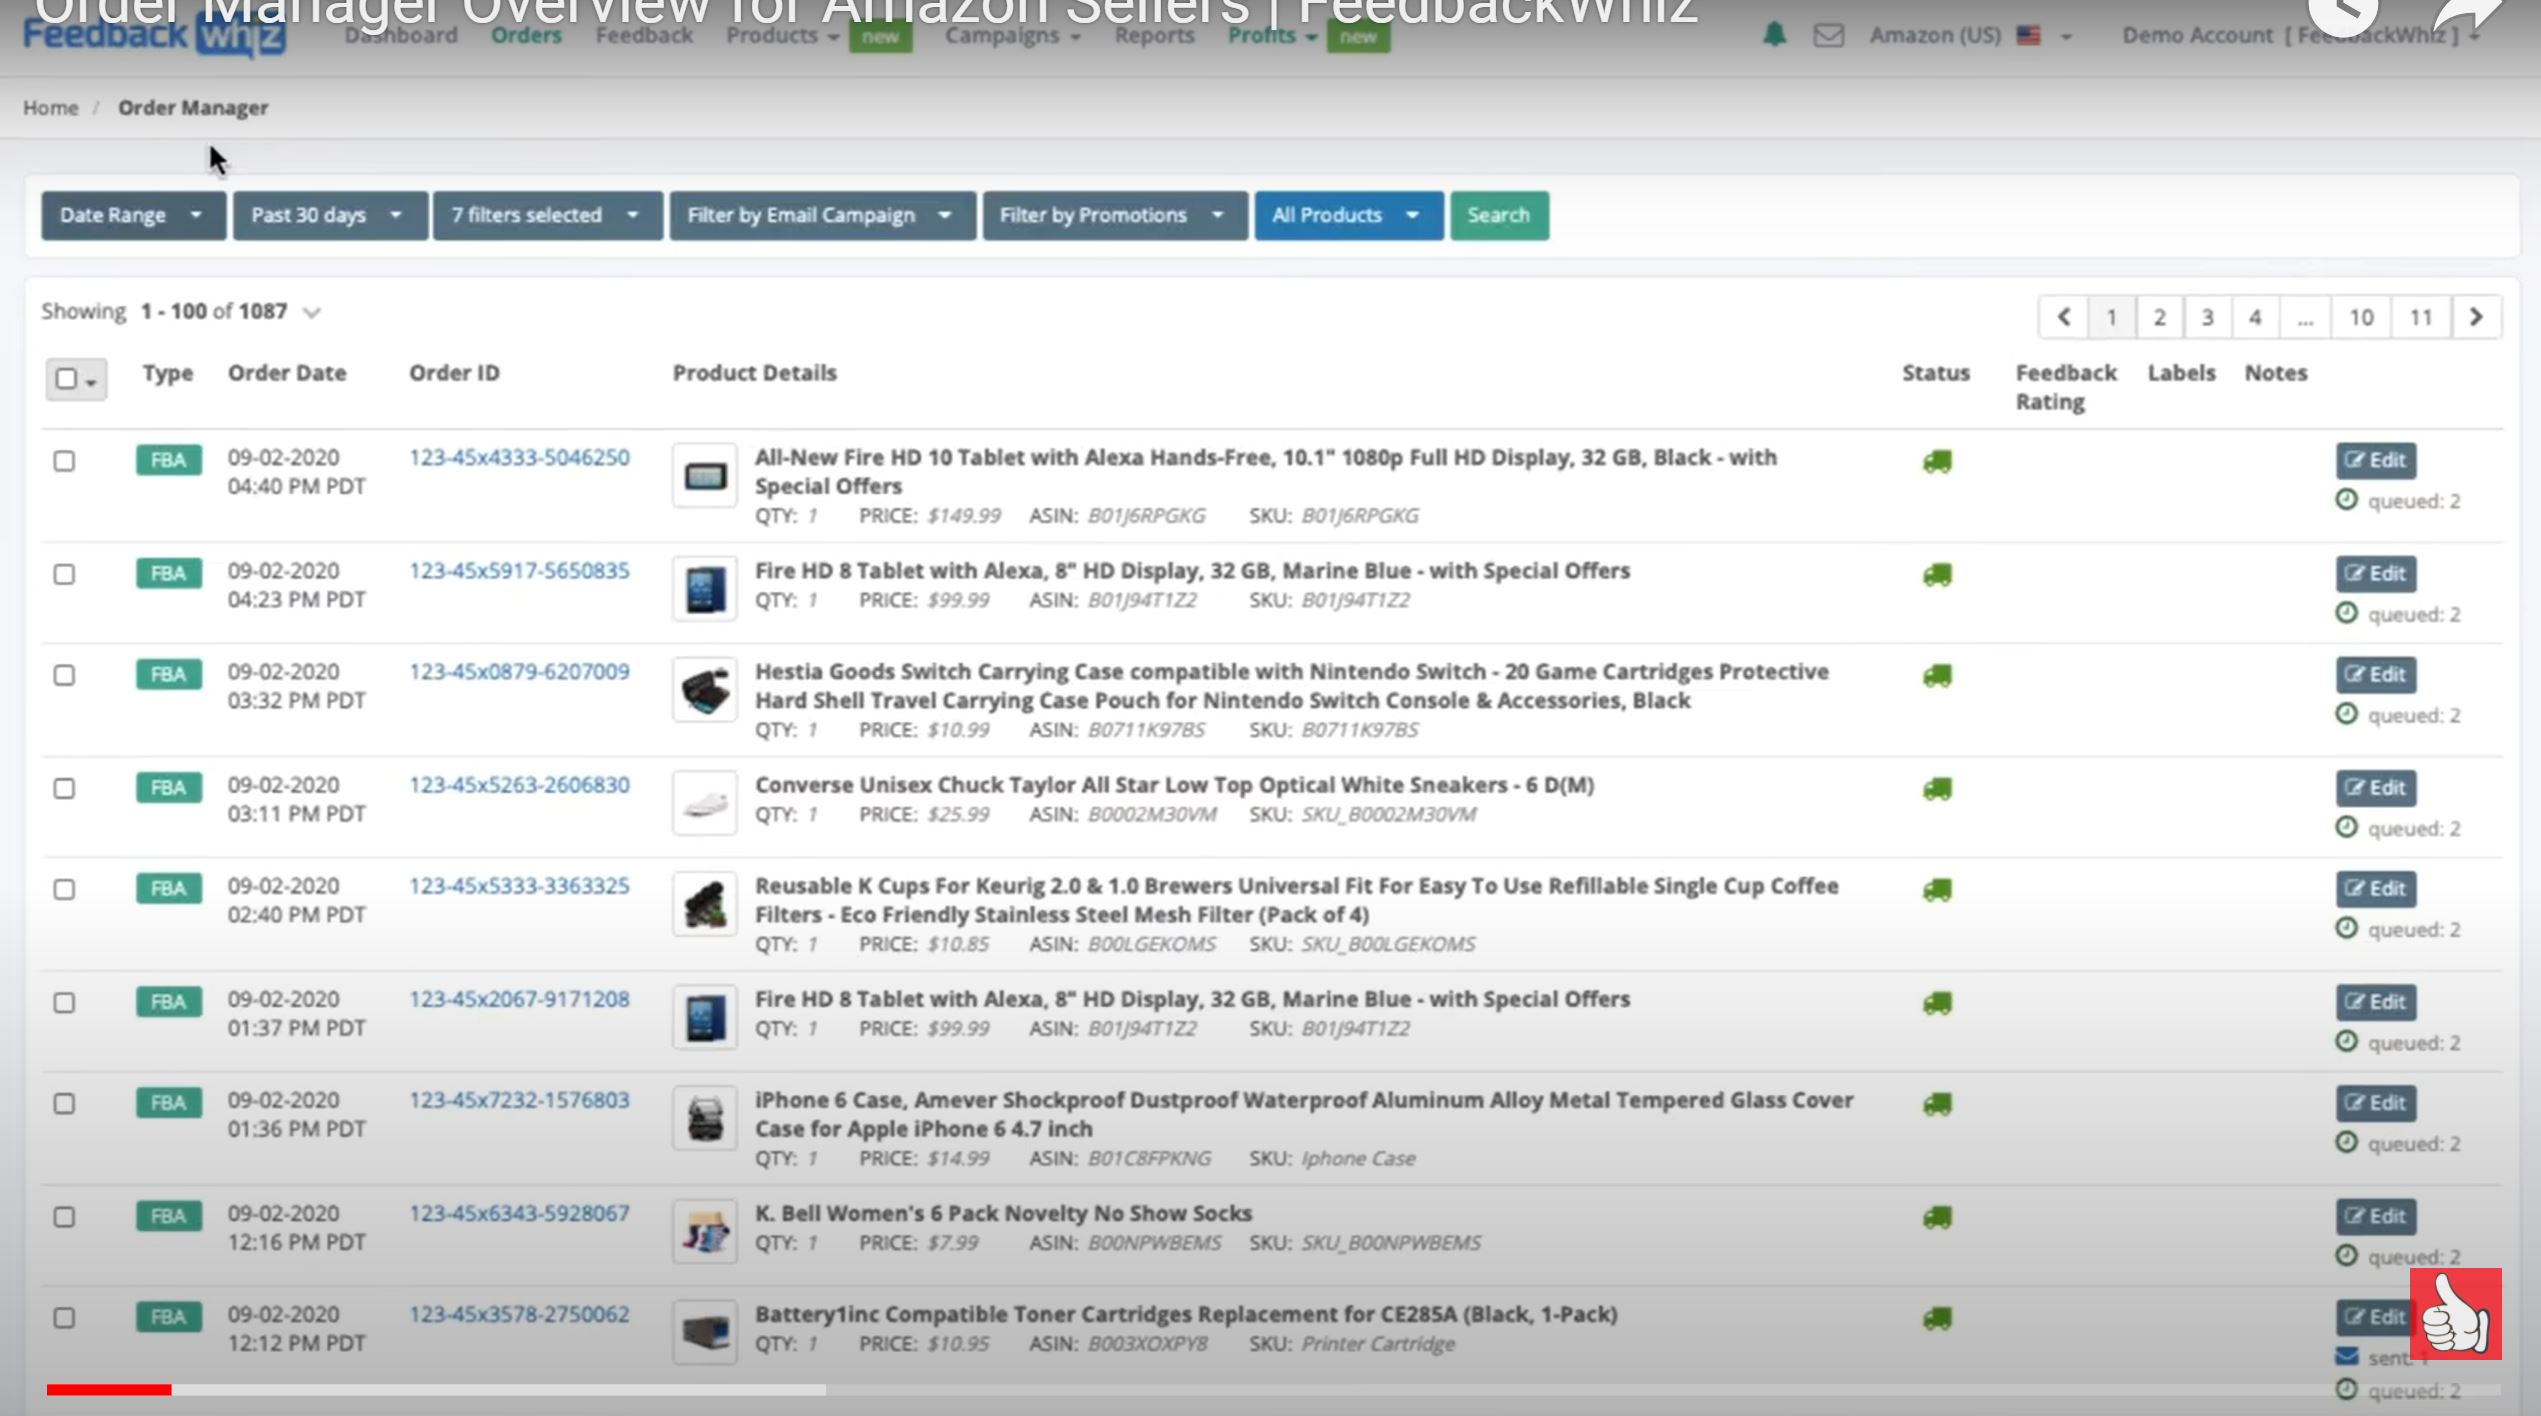 Order Manager Overview for Amazon Sellers | FeedbackWhiz
Feedback whiz Dashboard Orders Feedback Products new Campaigns Reports Profits new Amazon (US) Demo Account [ FeedbackWhiz ]
Home / Order Manager
Date Range Past 30 days 7 filters selected Filter by Email Campaign Filter by Promotions All Products Search
Showing 1 - 100 of 1087
1 2 3 4 ... 10 11
Type Order Date Order ID Product Details Status Feedback Rating Labels Notes
FBA 09-02-2020 123-45x4333-5046250 All-New Fire HD 10 Tablet with Alexa Hands-Free, 10.1" 1080p Full HD Display, 32 GB, Black - with Edit
04:40 PM PDT Special Offers queued: 2
QTY: 1 PRICE: $149.99 ASIN: B01J6RPGKG SKU: B01J6RPGKG
FBA 09-02-2020 123-45x5917-5650835 Fire HD 8 Tablet with Alexa, 8" HD Display, 32 GB, Marine Blue - with Special Offers Edit
04:23 PM PDT QTY: 1 PRICE: $99.99 ASIN: B01J94T1Z2 SKU: B01J94T1Z2 queued: 2
FBA 09-02-2020 123-45x0879-6207009 Hestia Goods Switch Carrying Case compatible with Nintendo Switch - 20 Game Cartridges Protective Edit
03:32 PM PDT Hard Shell Travel Carrying Case Pouch for Nintendo Switch Console & Accessories, Black queued: 2
QTY: 1 PRICE: $10.99 ASIN: B0711K97BS SKU: B0711K97BS
FBA 09-02-2020 123-45x5263-2606830 Converse Unisex Chuck Taylor All Star Low Top Optical White Sneakers - 6 D(M) Edit
03:11 PM PDT QTY: 1 PRICE: $25.99 ASIN: B0002M30VM SKU: SKU_B0002M30VM queued: 2
FBA 09-02-2020 123-45x5333-3363325 Reusable K Cups For Keurig 2.0 & 1.0 Brewers Universal Fit For Easy To Use Refillable Single Cup Coffee Edit
02:40 PM PDT Filters - Eco Friendly Stainless Steel Mesh Filter (Pack of 4) queued: 2
QTY: 1 PRICE: $10.85 ASIN: B00LGEKOMS SKU: SKU_B00LGEKOMS
FBA 09-02-2020 123-45x2067-9171208 Fire HD 8 Tablet with Alexa, 8" HD Display, 32 GB, Marine Blue - with Special Offers Edit
01:37 PM PDT QTY: 1 PRICE: $99.99 ASIN: B01J94T1Z2 SKU: B01J94T1Z2 queued: 2
FBA 09-02-2020 123-45x7232-1576803 iPhone 6 Case, Amever Shockproof Dustproof Waterproof Aluminum Alloy Metal Tempered Glass Cover Edit
01:36 PM PDT Case for Apple iPhone 6 4.7 inch queued: 2
QTY: 1 PRICE: $14.99 ASIN: B01C8FPKNG SKU: Iphone Case
FBA 09-02-2020 123-45x6343-5928067 K. Bell Women's 6 Pack Novelty No Show Socks Edit
12:16 PM PDT QTY: 1 PRICE: $7.99 ASIN: B00NPWBEMS SKU: SKU_B00NPWBEMS queued: 2
FBA 09-02-2020 123-45x3578-2750062 Battery1inc Compatible Toner Cartridges Replacement for CE285A (Black, 1-Pack) Edit
12:12 PM PDT QTY: 1 PRICE: $10.95 ASIN: B003XOXPY8 SKU: Printer Cartridge sent: 1
queued: 2